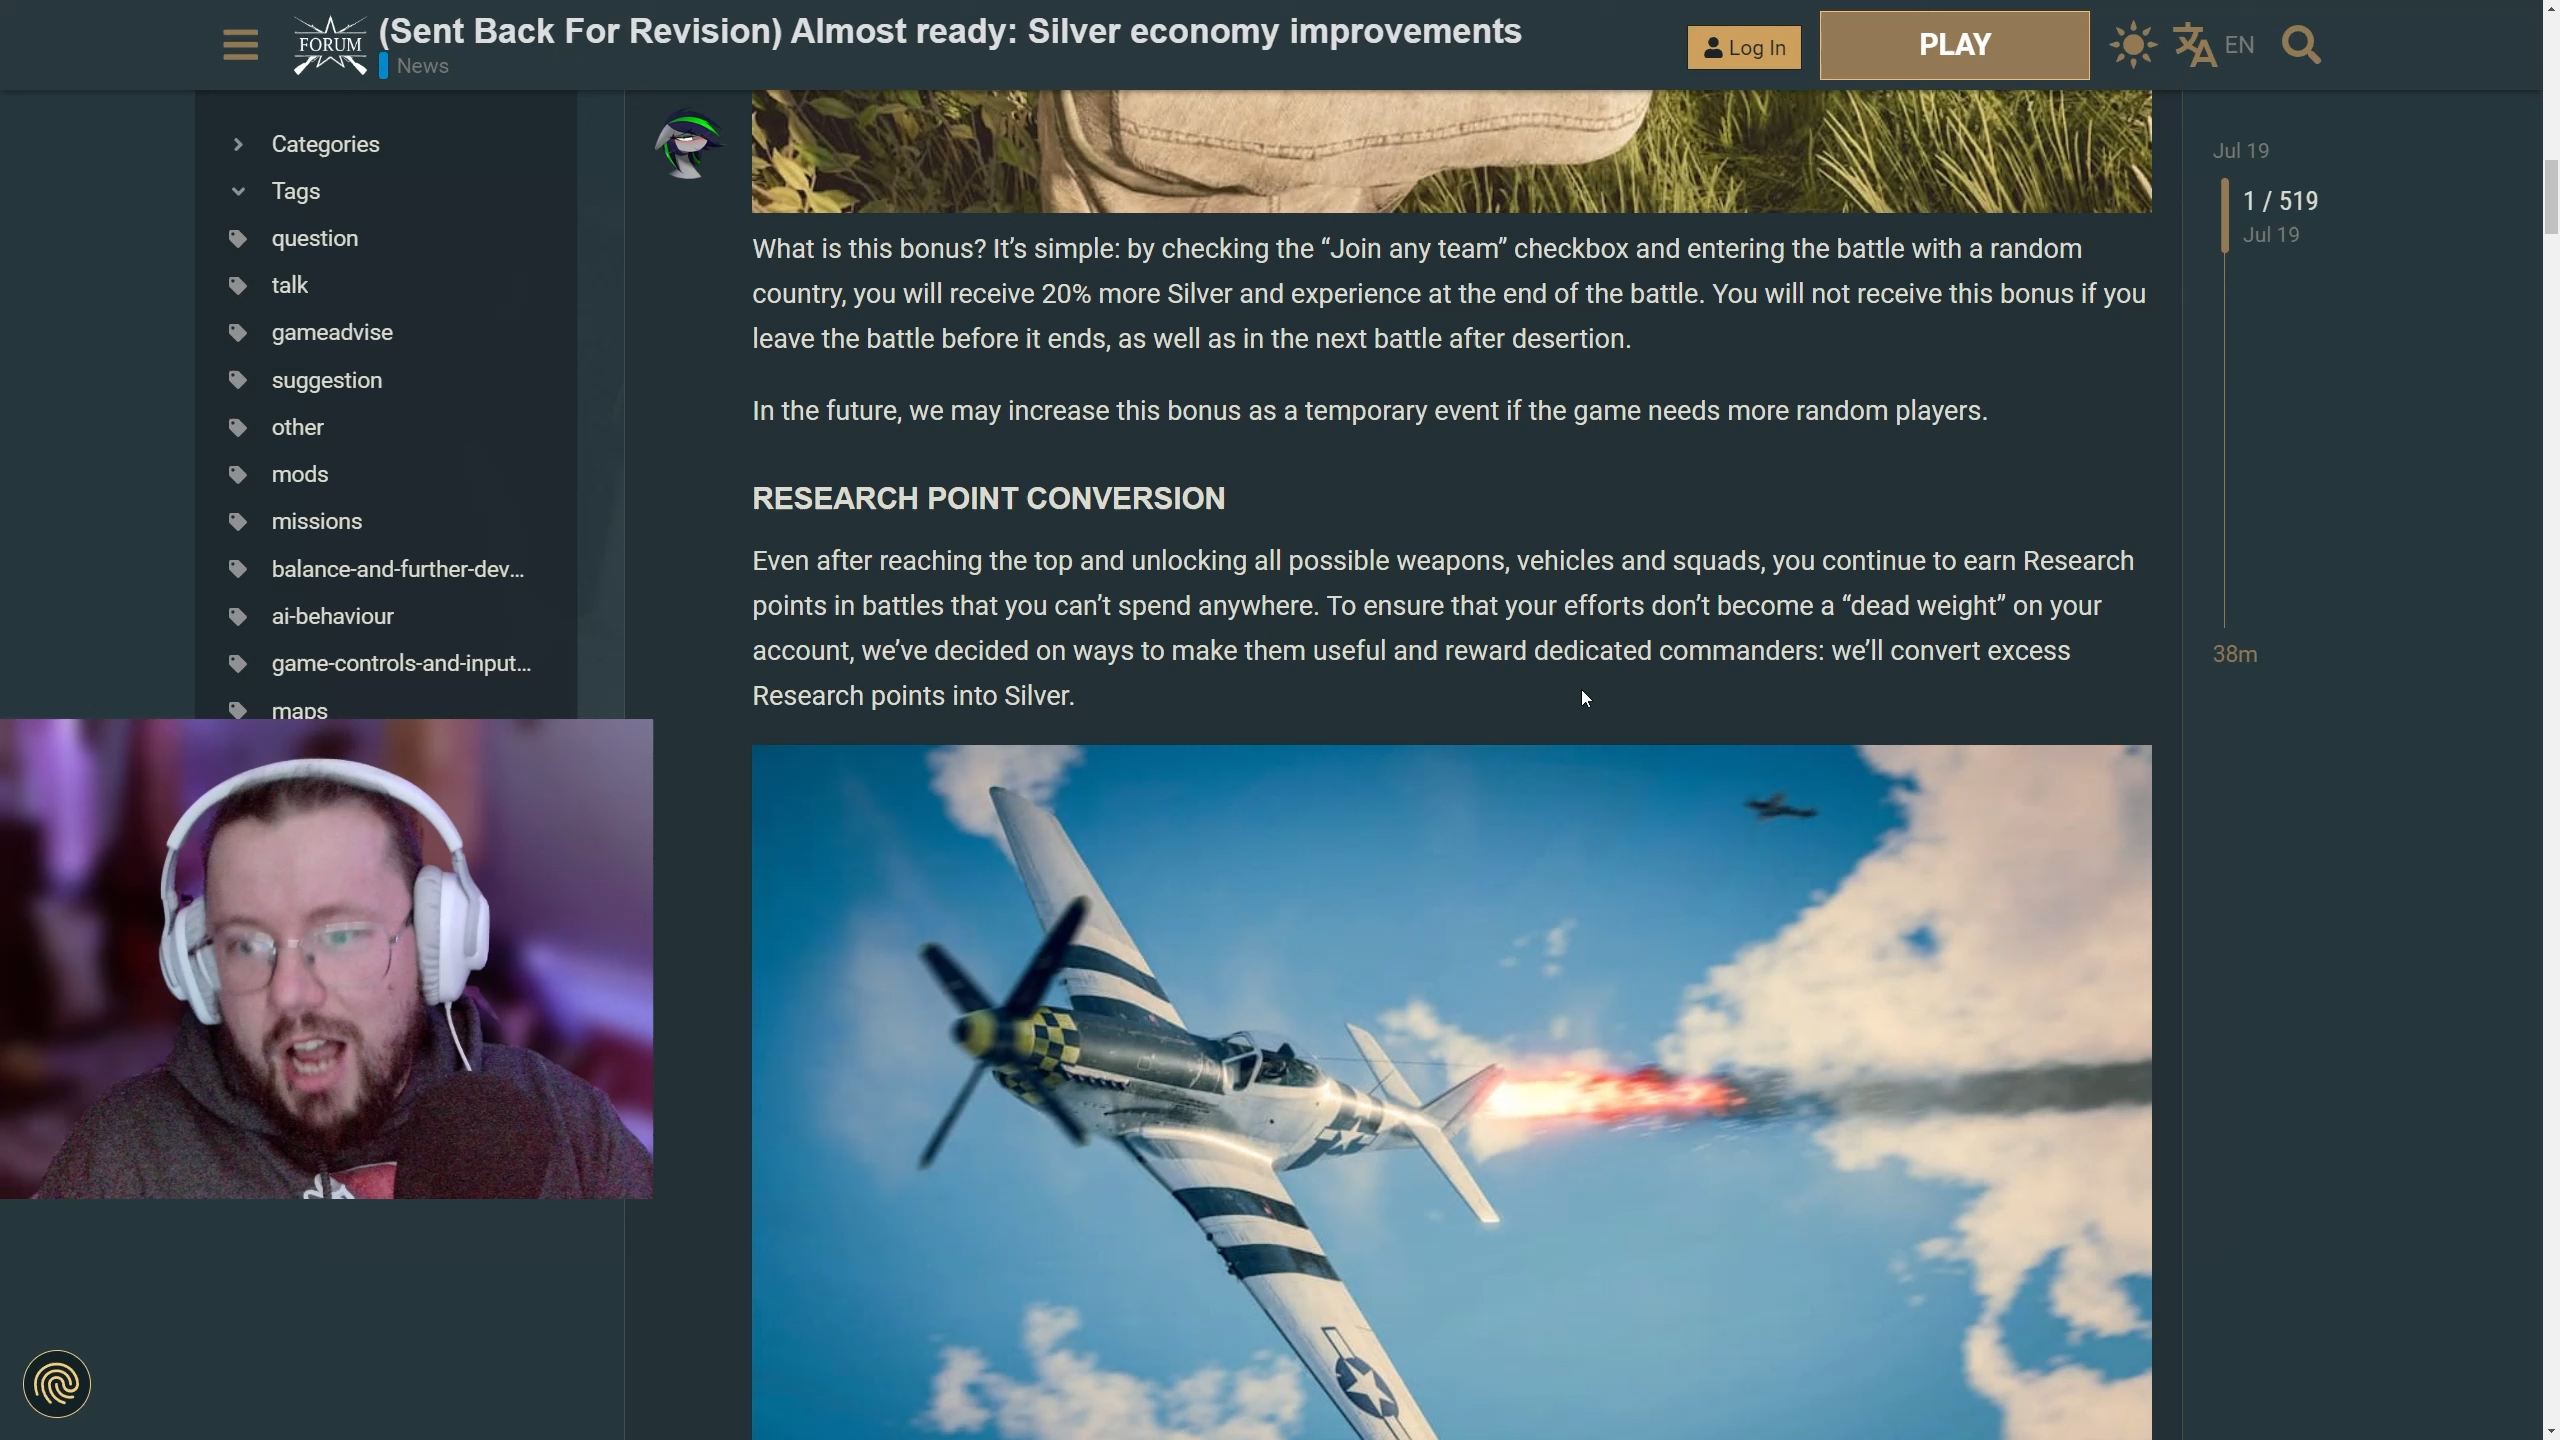 FORUM
(Sent Back For Revision) Almost ready: Silver economy improvements
News
Log In
PLAY
EN
Categories
Tags
question
talk
gameadvise
suggestion
other
mods
missions
balance-and-further-dev...
ai-behaviour
game-controls-and-input...
maps
What is this bonus? It’s simple: by checking the “Join any team” checkbox and entering the battle with a random
country, you will receive 20% more Silver and experience at the end of the battle. You will not receive this bonus if you
leave the battle before it ends, as well as in the next battle after desertion.
In the future, we may increase this bonus as a temporary event if the game needs more random players.
RESEARCH POINT CONVERSION
Even after reaching the top and unlocking all possible weapons, vehicles and squads, you continue to earn Research
points in battles that you can’t spend anywhere. To ensure that your efforts don’t become a “dead weight” on your
account, we’ve decided on ways to make them useful and reward dedicated commanders: we’ll convert excess
Research points into Silver.
Jul 19
1 / 519
Jul 19
38m